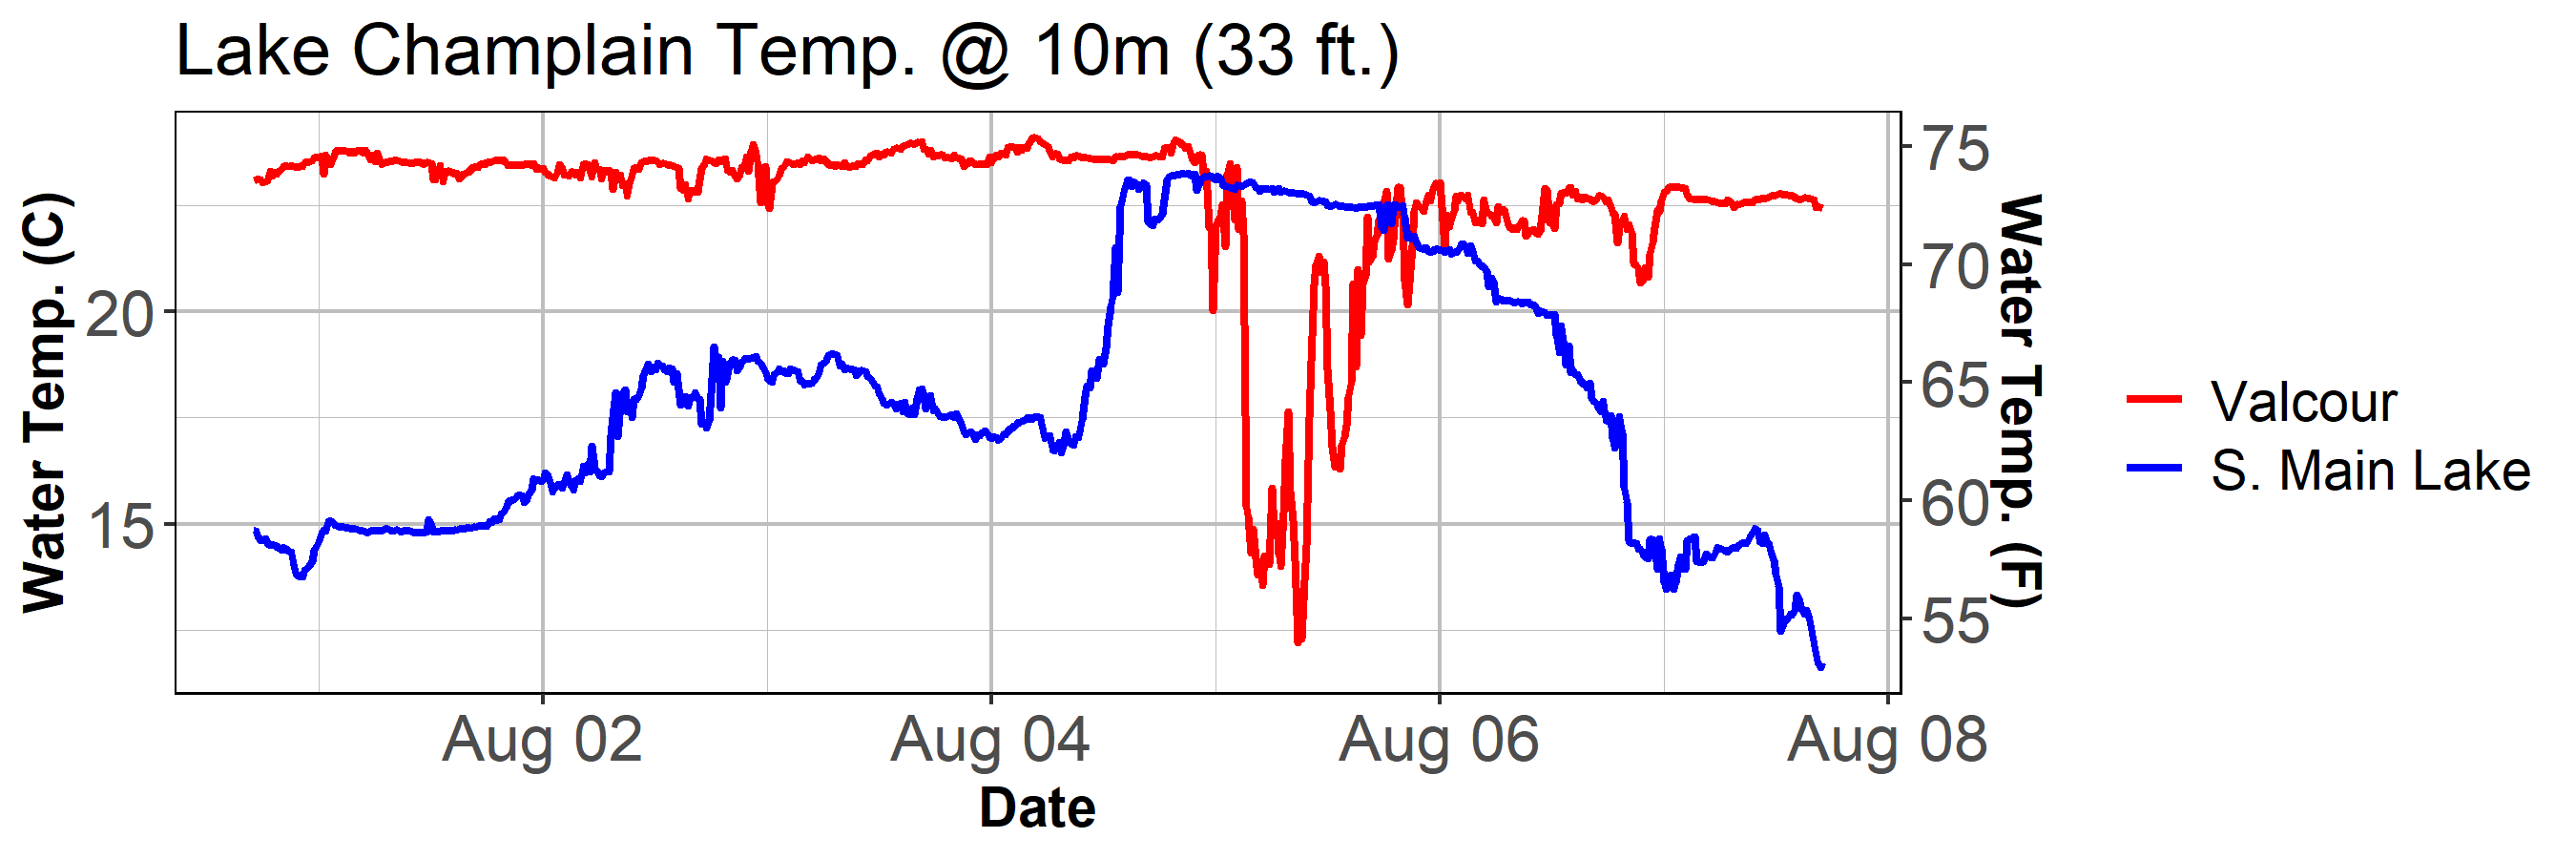 Lake Champlain Temp. @ 10m (33 ft.)
Water Temp. (C)
20
15
75
70
65
60
55
Water Temp. (F)
Valcour
S. Main Lake
Aug 02
Aug 04
Aug 06
Aug 08
Date